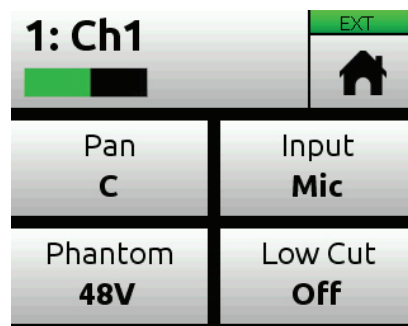 1: Ch1
EXT
Pan
C
Input
Mic
Phantom
48V
Low Cut
Off